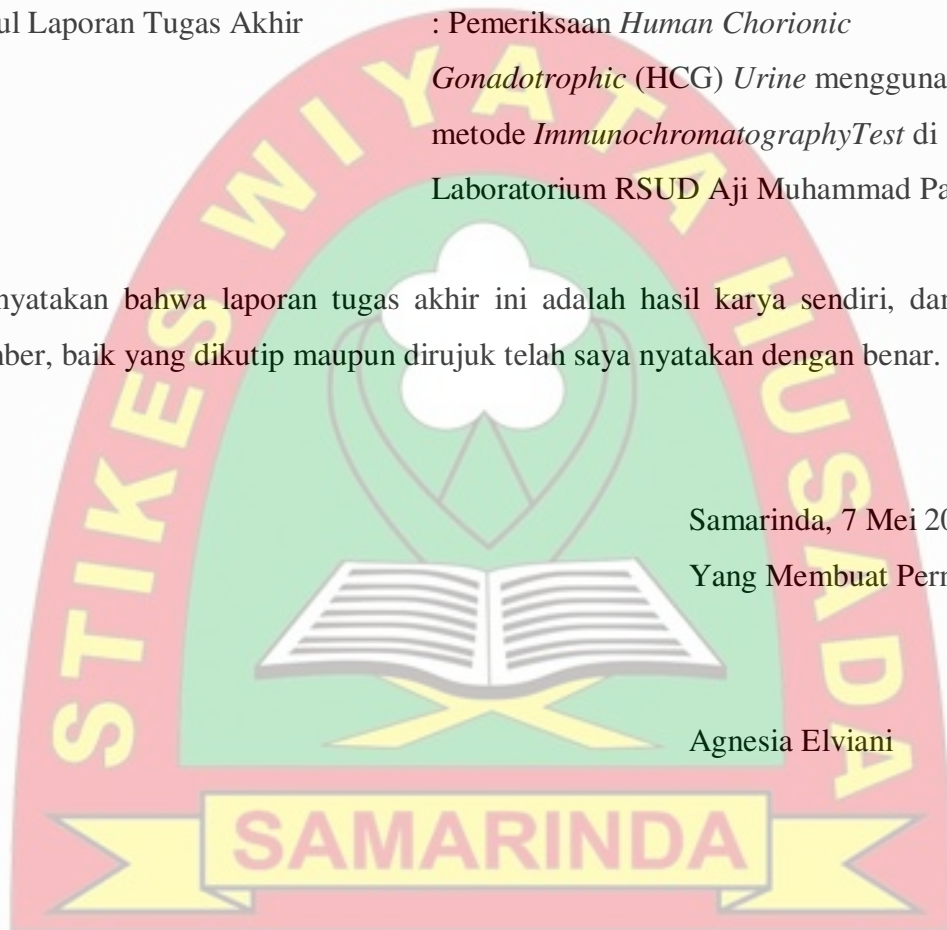 ul Laporan Tugas Akhir : Pemeriksaan Human Chorionic
Gonadotrophic (HCG) Urine mengguna
metode ImmunochromatographyTest di
Laboratorium RSUD Aji Muhammad Pa
nyatakan bahwa laporan tugas akhir ini adalah hasil karya sendiri, dan
nber, baik yang dikutip maupun dirujuk telah saya nyatakan dengan benar.
Samarinda, 7 Mei 20
Yang Membuat Pern
Agnesia Elviani
STIKES WIYATA HUSADA
SAMARINDA